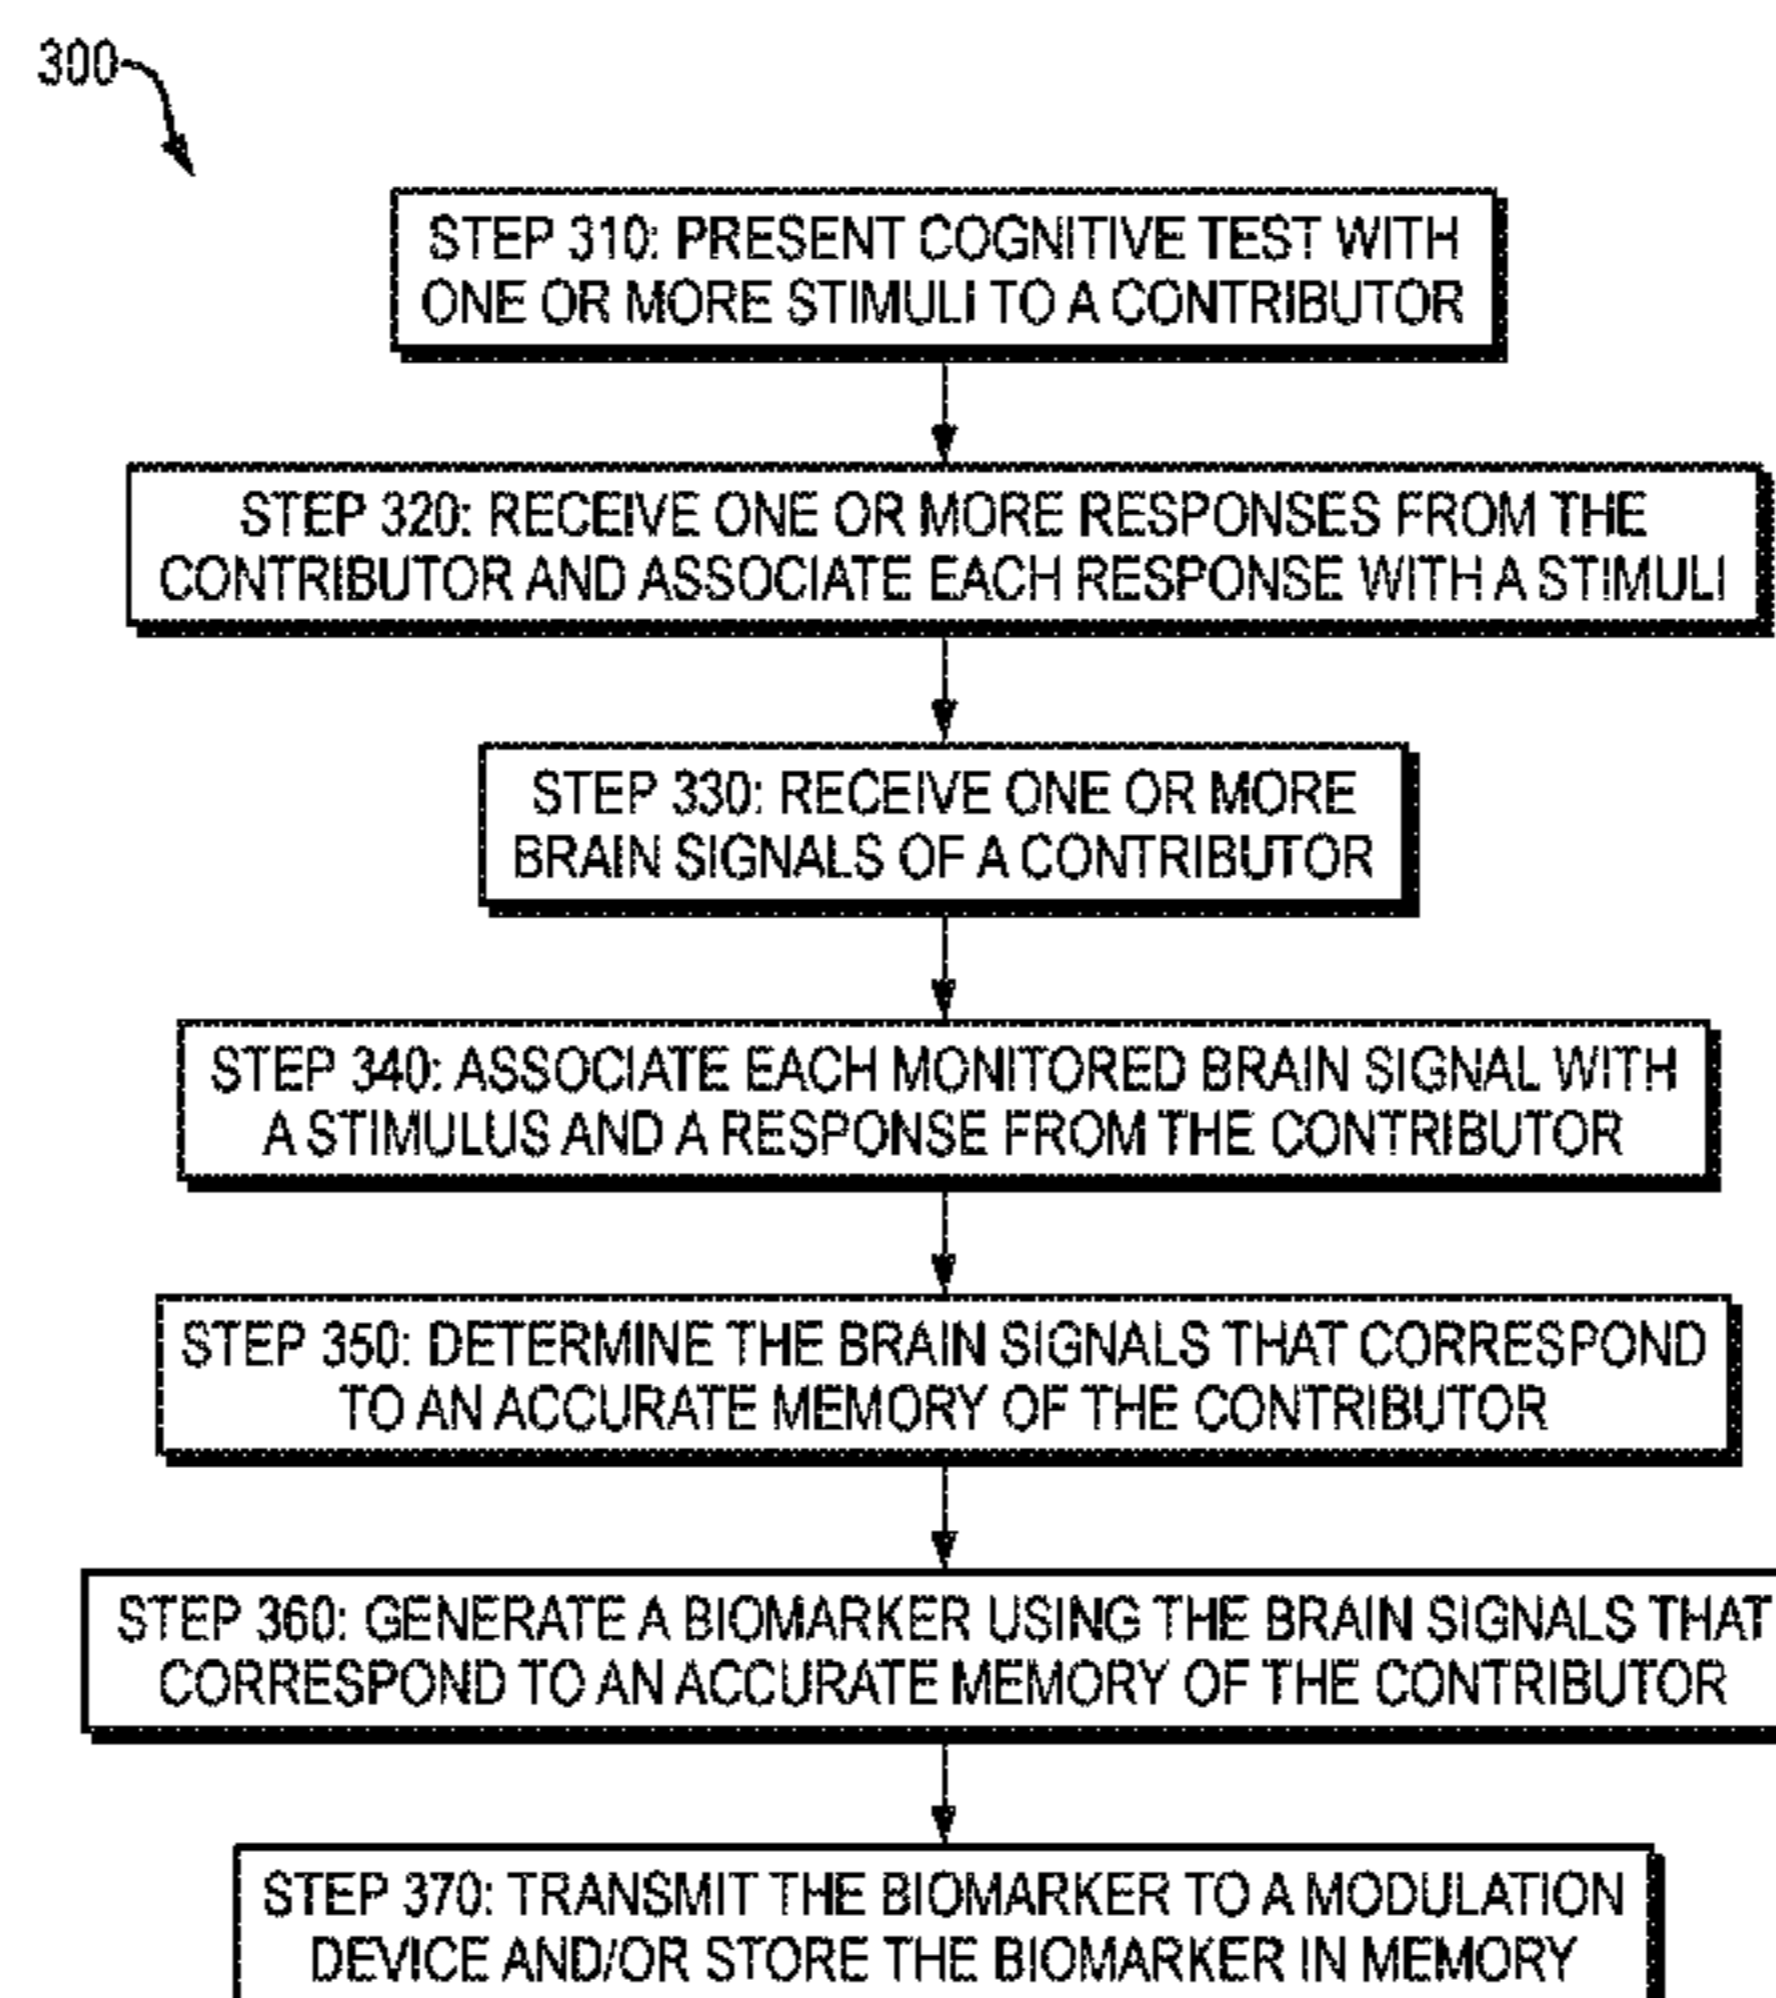 300
STEP 310: PRESENT COGNITIVE TEST WITH
ONE OR MORE STIMULI TO A CONTRIBUTOR
STEP 320: RECEIVE ONE OR MORE RESPONSES FROM THE
CONTRIBUTOR AND ASSOCIATE EACH RESPONSE WITH A STIMULI
STEP 330: RECEIVE ONE OR MORE
BRAIN SIGNALS OF A CONTRIBUTOR
STEP 340: ASSOCIATE EACH MONITORED BRAIN SIGNAL WITH
A STIMULUS AND A RESPONSE FROM THE CONTRIBUTOR
STEP 350: DETERMINE THE BRAIN SIGNALS THAT CORRESPOND
TO AN ACCURATE MEMORY OF THE CONTRIBUTOR
STEP 360: GENERATE A BIOMARKER USING THE BRAIN SIGNALS THAT
CORRESPOND TO AN ACCURATE MEMORY OF THE CONTRIBUTOR
STEP 370: TRANSMIT THE BIOMARKER TO A MODULATION
DEVICE AND/OR STORE THE BIOMARKER IN MEMORY